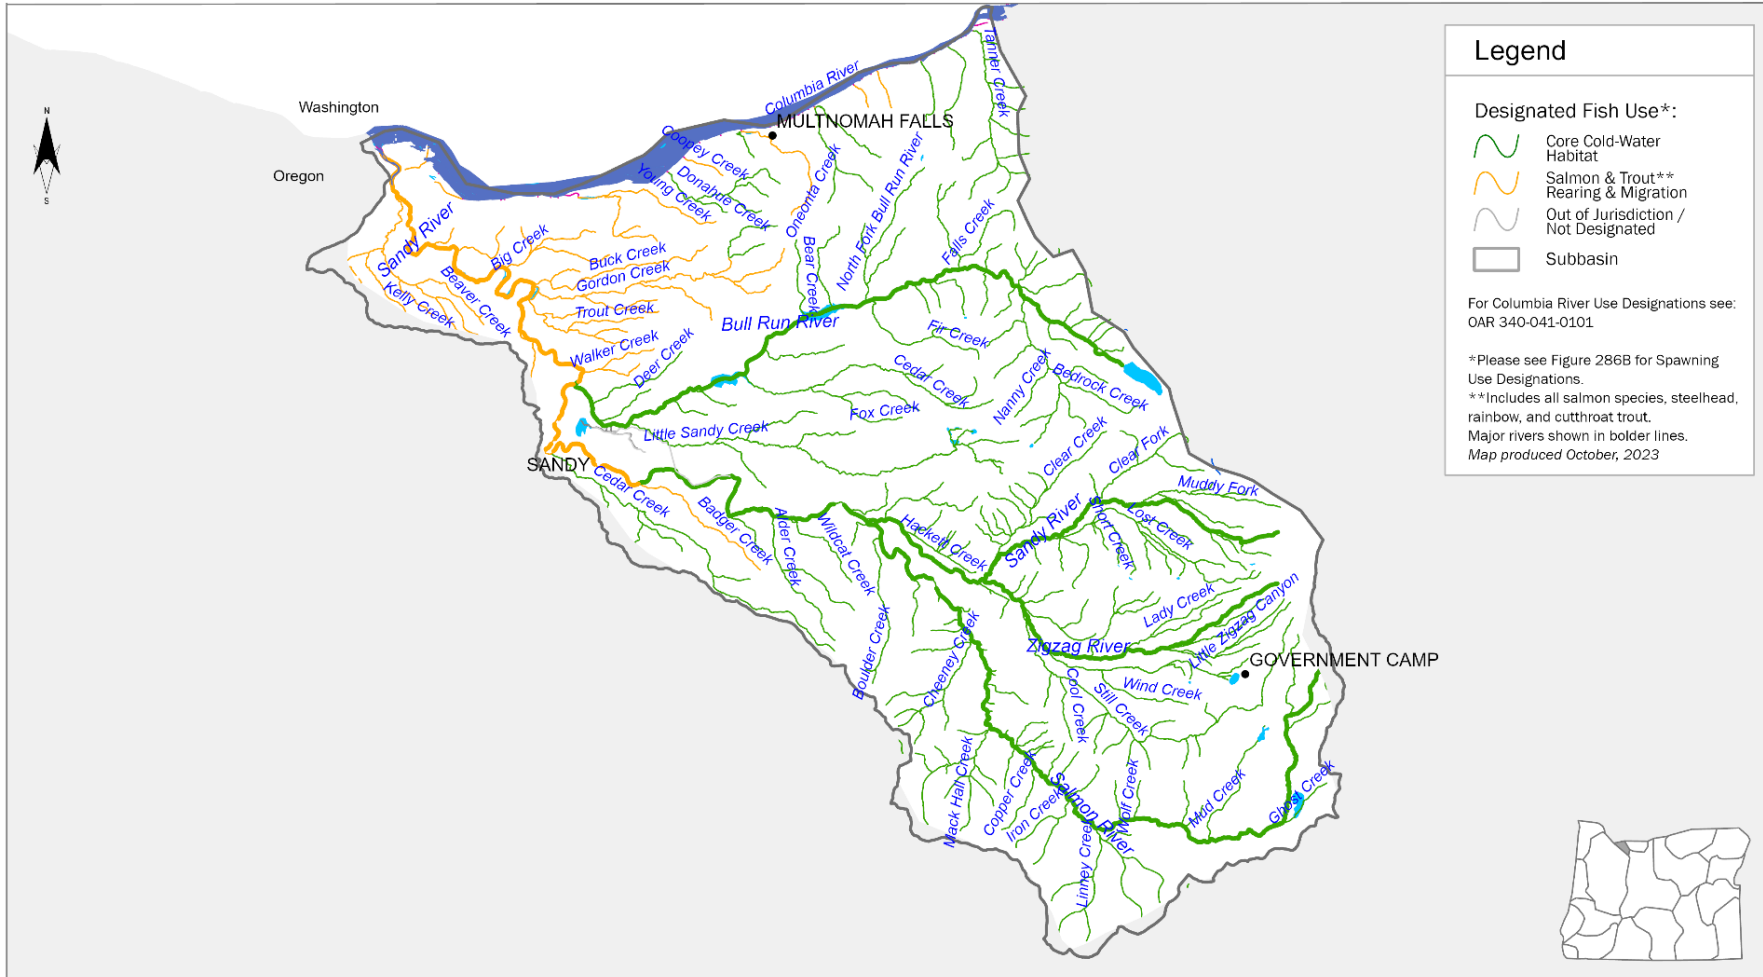 Washington
Oregon
N
S
Columbia River
MULTNOMAH FALLS
Tanner Creek
Coopey Creek
Donahue Creek
Young Creek
Oneonta Creek
North Fork Bull Run River
Bear Creek
Falls Creek
Sandy River
Big Creek
Buck Creek
Gordon Creek
Beaver Creek
Kelly Creek
Trout Creek
Walker Creek
Deer Creek
Bull Run River
Fir Creek
Cedar Creek
Nanny Creek
Bedrock Creek
Fox Creek
Little Sandy Creek
Clear Creek
Clear Fork
SANDY
Cedar Creek
Badger Creek
Alder Creek
Wildcat Creek
Hackett Creek
Sandy River
Short Creek
Lost Creek
Muddy Fork
Boulder Creek
Cheeney Creek
Lady Creek
Zigzag River
Little Zigzag Canyon
GOVERNMENT CAMP
Cool Creek
Still Creek
Wind Creek
Mack Hall Creek
Copper Creek
Iron Creek
Salmon River
Wolf Creek
Linney Creek
Mud Creek
Ghost Creek
Legend
Designated Fish Use*:
Core Cold-Water
Habitat
Salmon & Trout**
Rearing & Migration
Out of Jurisdiction /
Not Designated
Subbasin
For Columbia River Use Designations see:
OAR 340-041-0101
*Please see Figure 286B for Spawning
Use Designations.
**Includes all salmon species, steelhead,
rainbow, and cutthroat trout.
Major rivers shown in bolder lines.
Map produced October, 2023